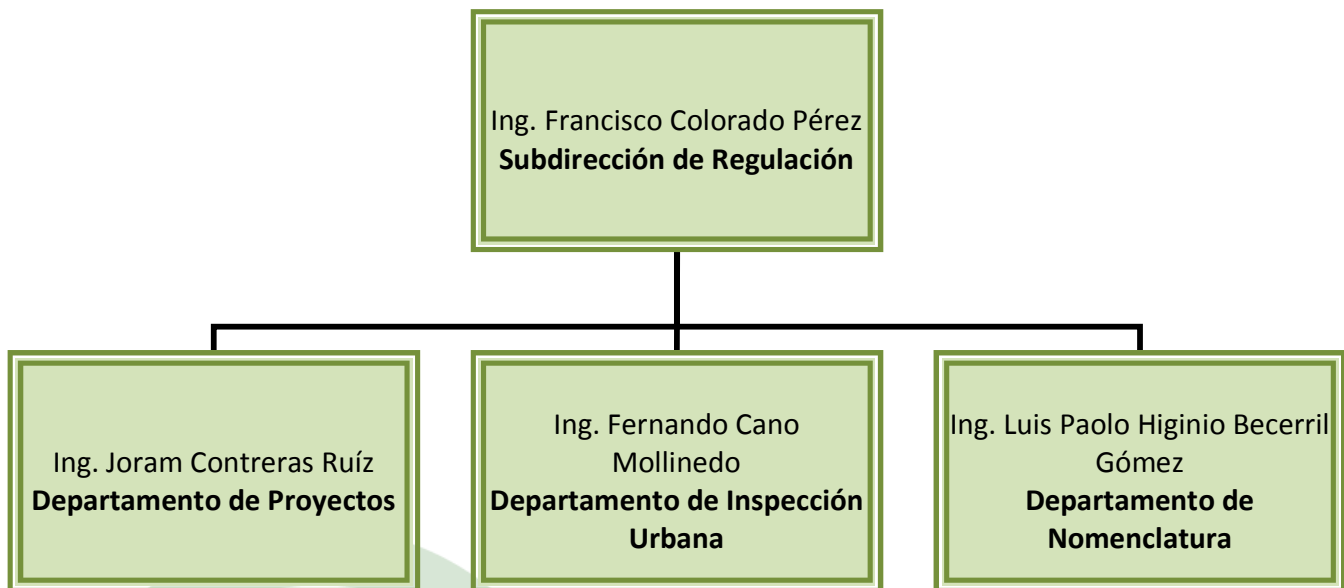 Ing. Francisco Colorado Pérez
Subdirección de Regulación
Ing. Joram Contreras Ruíz
Departamento de Proyectos
Ing. Fernando Cano
Mollinedo
Departamento de Inspección
Urbana
Ing. Luis Paolo Higinio Becerril
Gómez
Departamento de
Nomenclatura